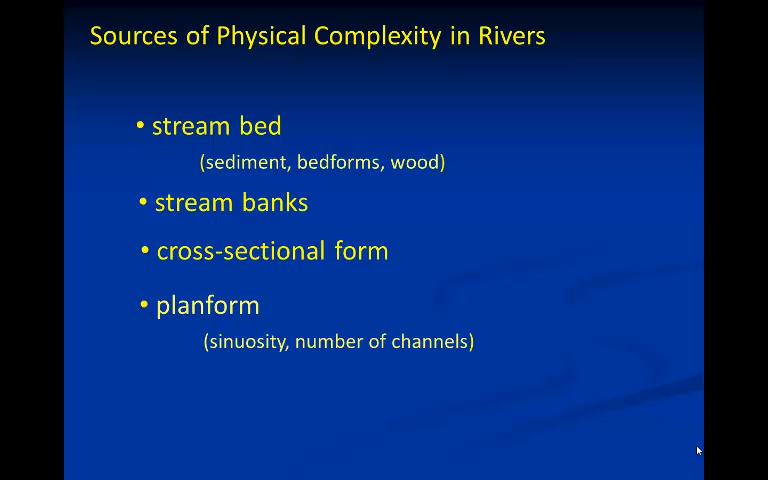 Sources of Physical Complexity in Rivers
• stream bed
(sediment, bedforms, wood)
• stream banks
• cross-sectional form
• planform
(sinuosity, number of channels)